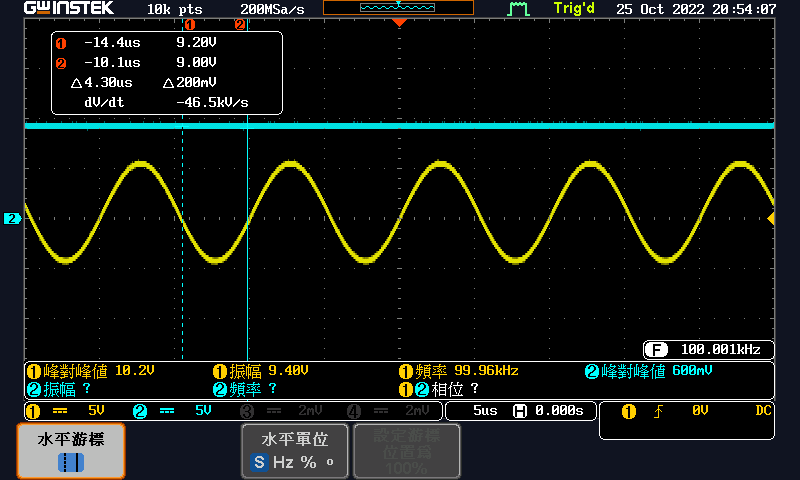 GWINSTEK 10k pts 200MSa/s Trig'd 25 Oct 2022 20:54:07
1 2
1 -14.4us 9.20V
2 -10.1us 9.00V
△4.30us △200mV
dV/dt -46.5kV/s
2
F 100.001kHz
1峰對峰值 10.2V 1振幅 9.40V 1頻率 99.96kHz 2峰對峰值 600mV
2振幅 ? 2頻率 ? 12相位 ?
1 5V 2 5V 3 2mV 4 2mV 5us H 0.000s 1 0V DC
水平游標
水平單位
S Hz % °
設定游標
位置為
100%